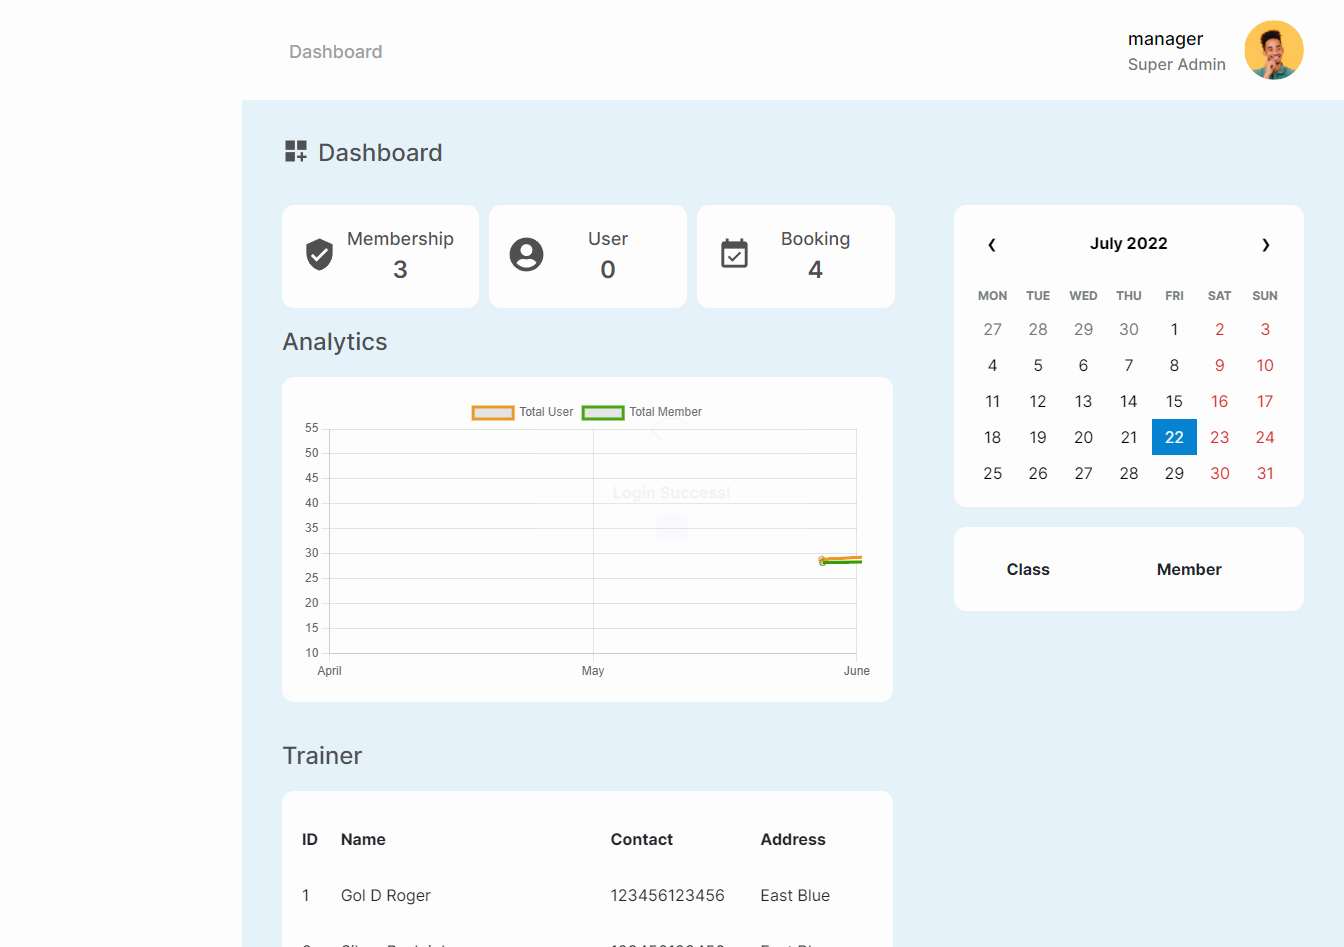 Dashboard
manager
Super Admin
Dashboard
Membership
3
User
0
Booking
4
Analytics
Total User Total Member
55
50
45
40
35
30
25
20
15
10
April May June
Login Success!
July 2022
MON TUE WED THU FRI SAT SUN
27 28 29 30 1 2 3
4 5 6 7 8 9 10
11 12 13 14 15 16 17
18 19 20 21 22 23 24
25 26 27 28 29 30 31
Class Member
Trainer
ID Name Contact Address
1 Gol D Roger 123456123456 East Blue